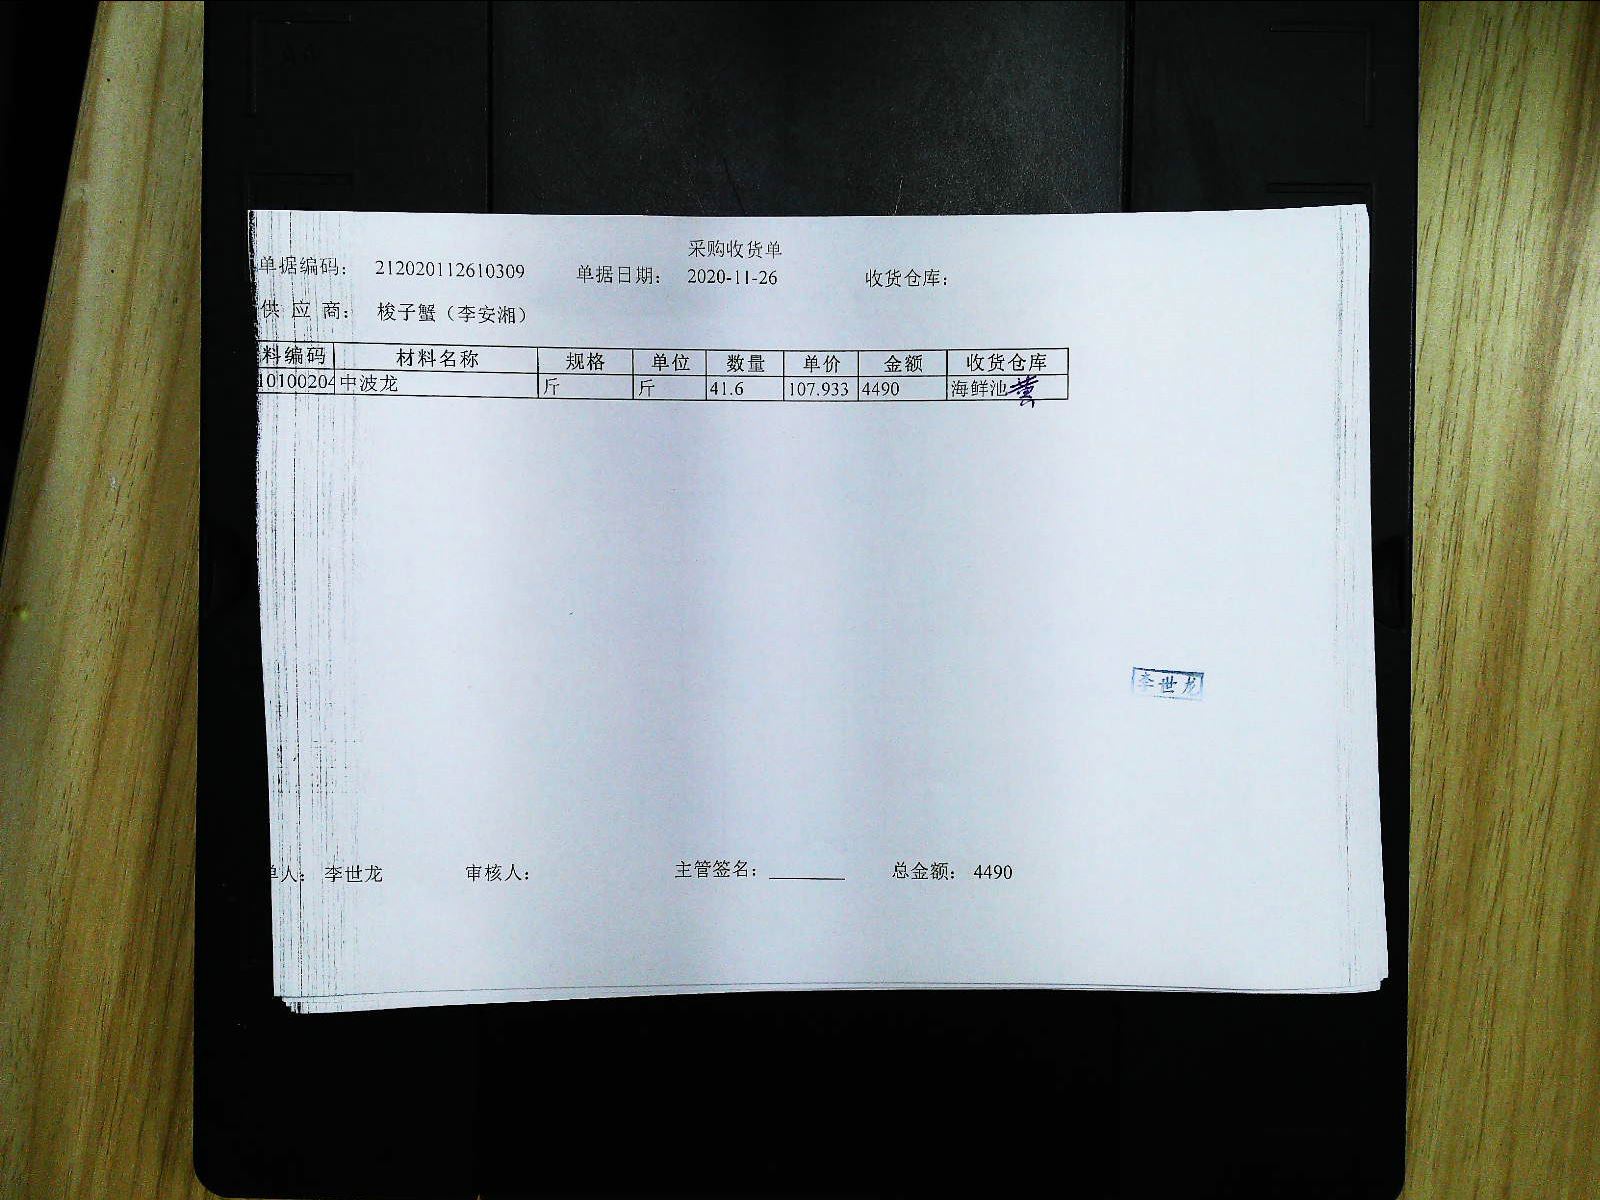 采购收货单
单据编码： 212020112610309 单据日期： 2020-11-26 收货仓库：
供 应 商： 梭子蟹（李安湘）
料编码 材料名称 规格 单位 数量 单价 金额 收货仓库
10100204 中波龙 斤 斤 41.6 107.933 4490 海鲜池
李世龙
单人： 李世龙 审核人： 主管签名： 总金额： 4490